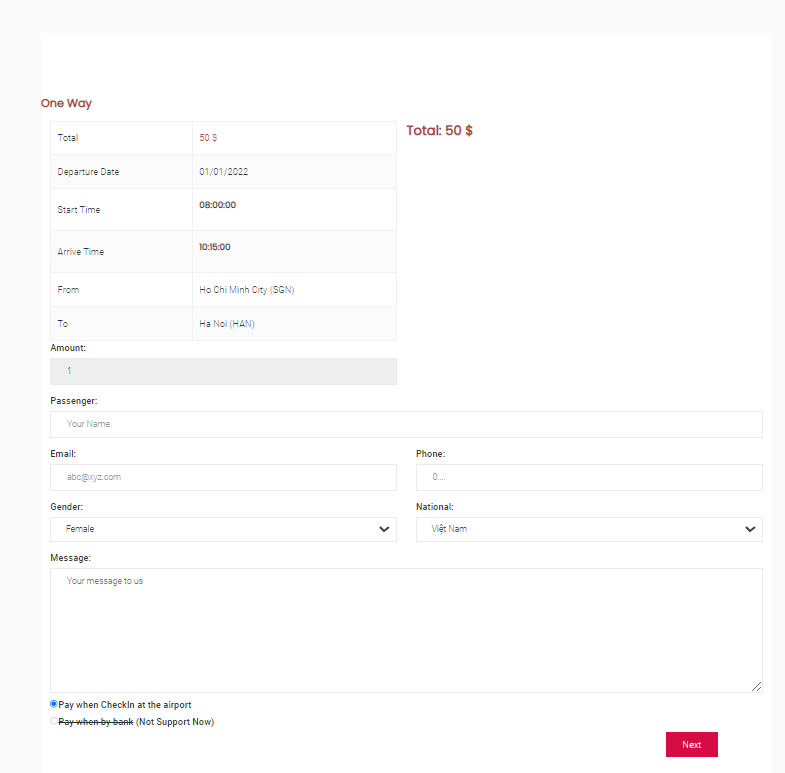 One Way
Total 50 $
Total: 50 $
Departure Date 01/01/2022
Start Time 08:00:00
Arrive Time 10:15:00
From Ho Chi Minh City (SGN)
To Ha Noi (HAN)
Amount:
1
Passenger:
Your Name.
Email: Phone:
abc@xyz.com 0....
Gender: National:
Female Việt Nam
Message:
Your message to us
Pay when CheckIn at the airport
Pay when by bank (Not Support Now)
Next